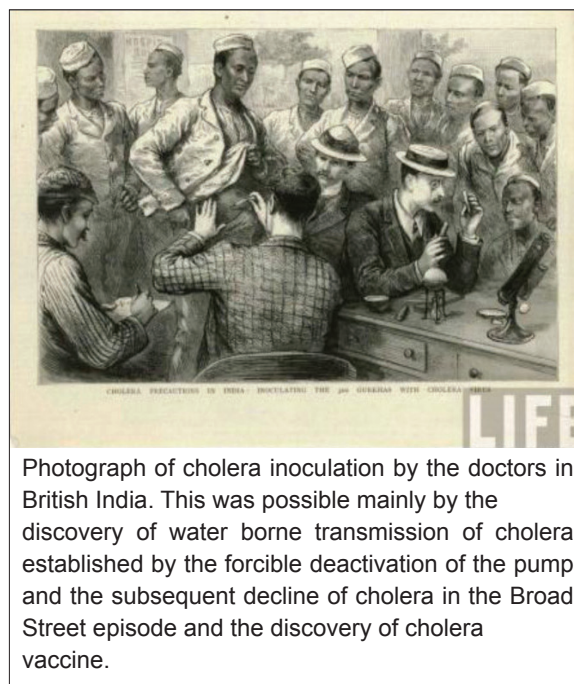 HOSPI
CHOLERA PRECAUTIONS IN INDIA: INOCULATING THE GURKHAS WITH CHOLERA VIRUS
LIFE
Photograph of cholera inoculation by the doctors in
British India. This was possible mainly by the
discovery of water borne transmission of cholera
established by the forcible deactivation of the pump
and the subsequent decline of cholera in the Broad
Street episode and the discovery of cholera
vaccine.